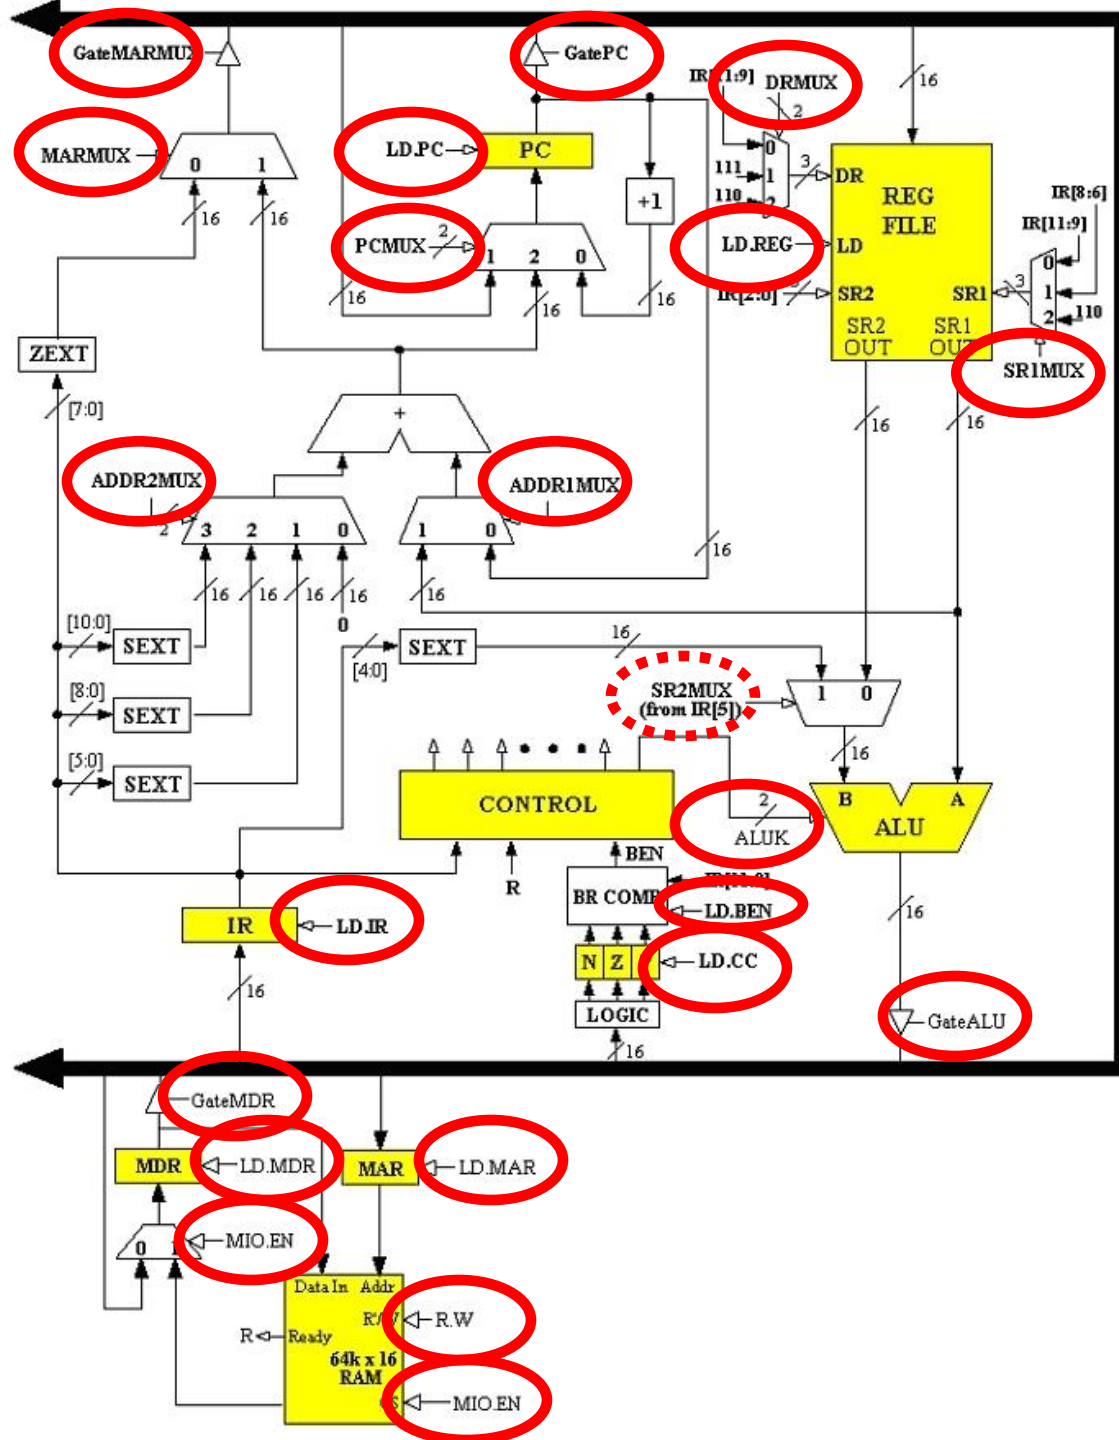 GateMARMUX
GatePC
16
IR[11:9]
DRMUX
2
MARMUX
0 1
LD.PC
PC
0
111 1
110 2
3
DR
REG
FILE
IR[8:6]
+1
IR[11:9]
16
16
PCMUX
2
1 2 0
LD.REG
LD
0
1
2
110
3
SR1
IR[2:0]
SR2
16
16
16
SR2
OUT
SR1
OUT
SR1MUX
ZEXT
[7:0]
+
16
16
ADDR2MUX
2
3 2 1 0
ADDR1MUX
1 0
16
16
16
16
16
0
[10:0]
SEXT
[4:0]
SEXT
16
[8:0]
SEXT
SR2MUX
(from IR[5])
1 0
16
[5:0]
SEXT
CONTROL
2
ALUK
B A
ALU
R
BEN
BR COMP
LD.BEN
16
IR
LD.IR
N Z
LD.CC
16
LOGIC
16
GateALU
GateMDR
MDR
LD.MDR
MAR
LD.MAR
0
MIO.EN
Data In Addr
R.W
R
Ready
64k x 16
RAM
MIO.EN